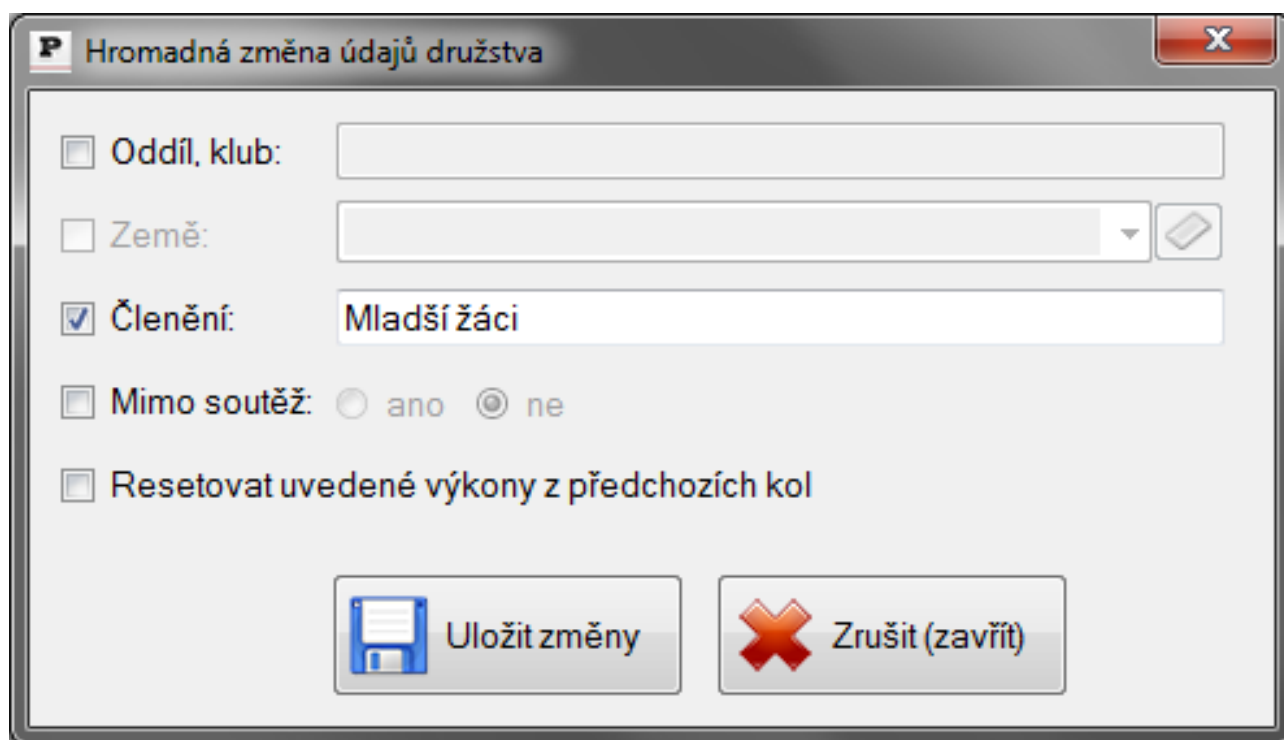 P Hromadná změna údajů družstva
Oddíl, klub:
Země:
Členění: Mladší žáci
Mimo soutěž: ano ne
Resetovat uvedené výkony z předchozích kol
Uložit změny Zrušit (zavřít)